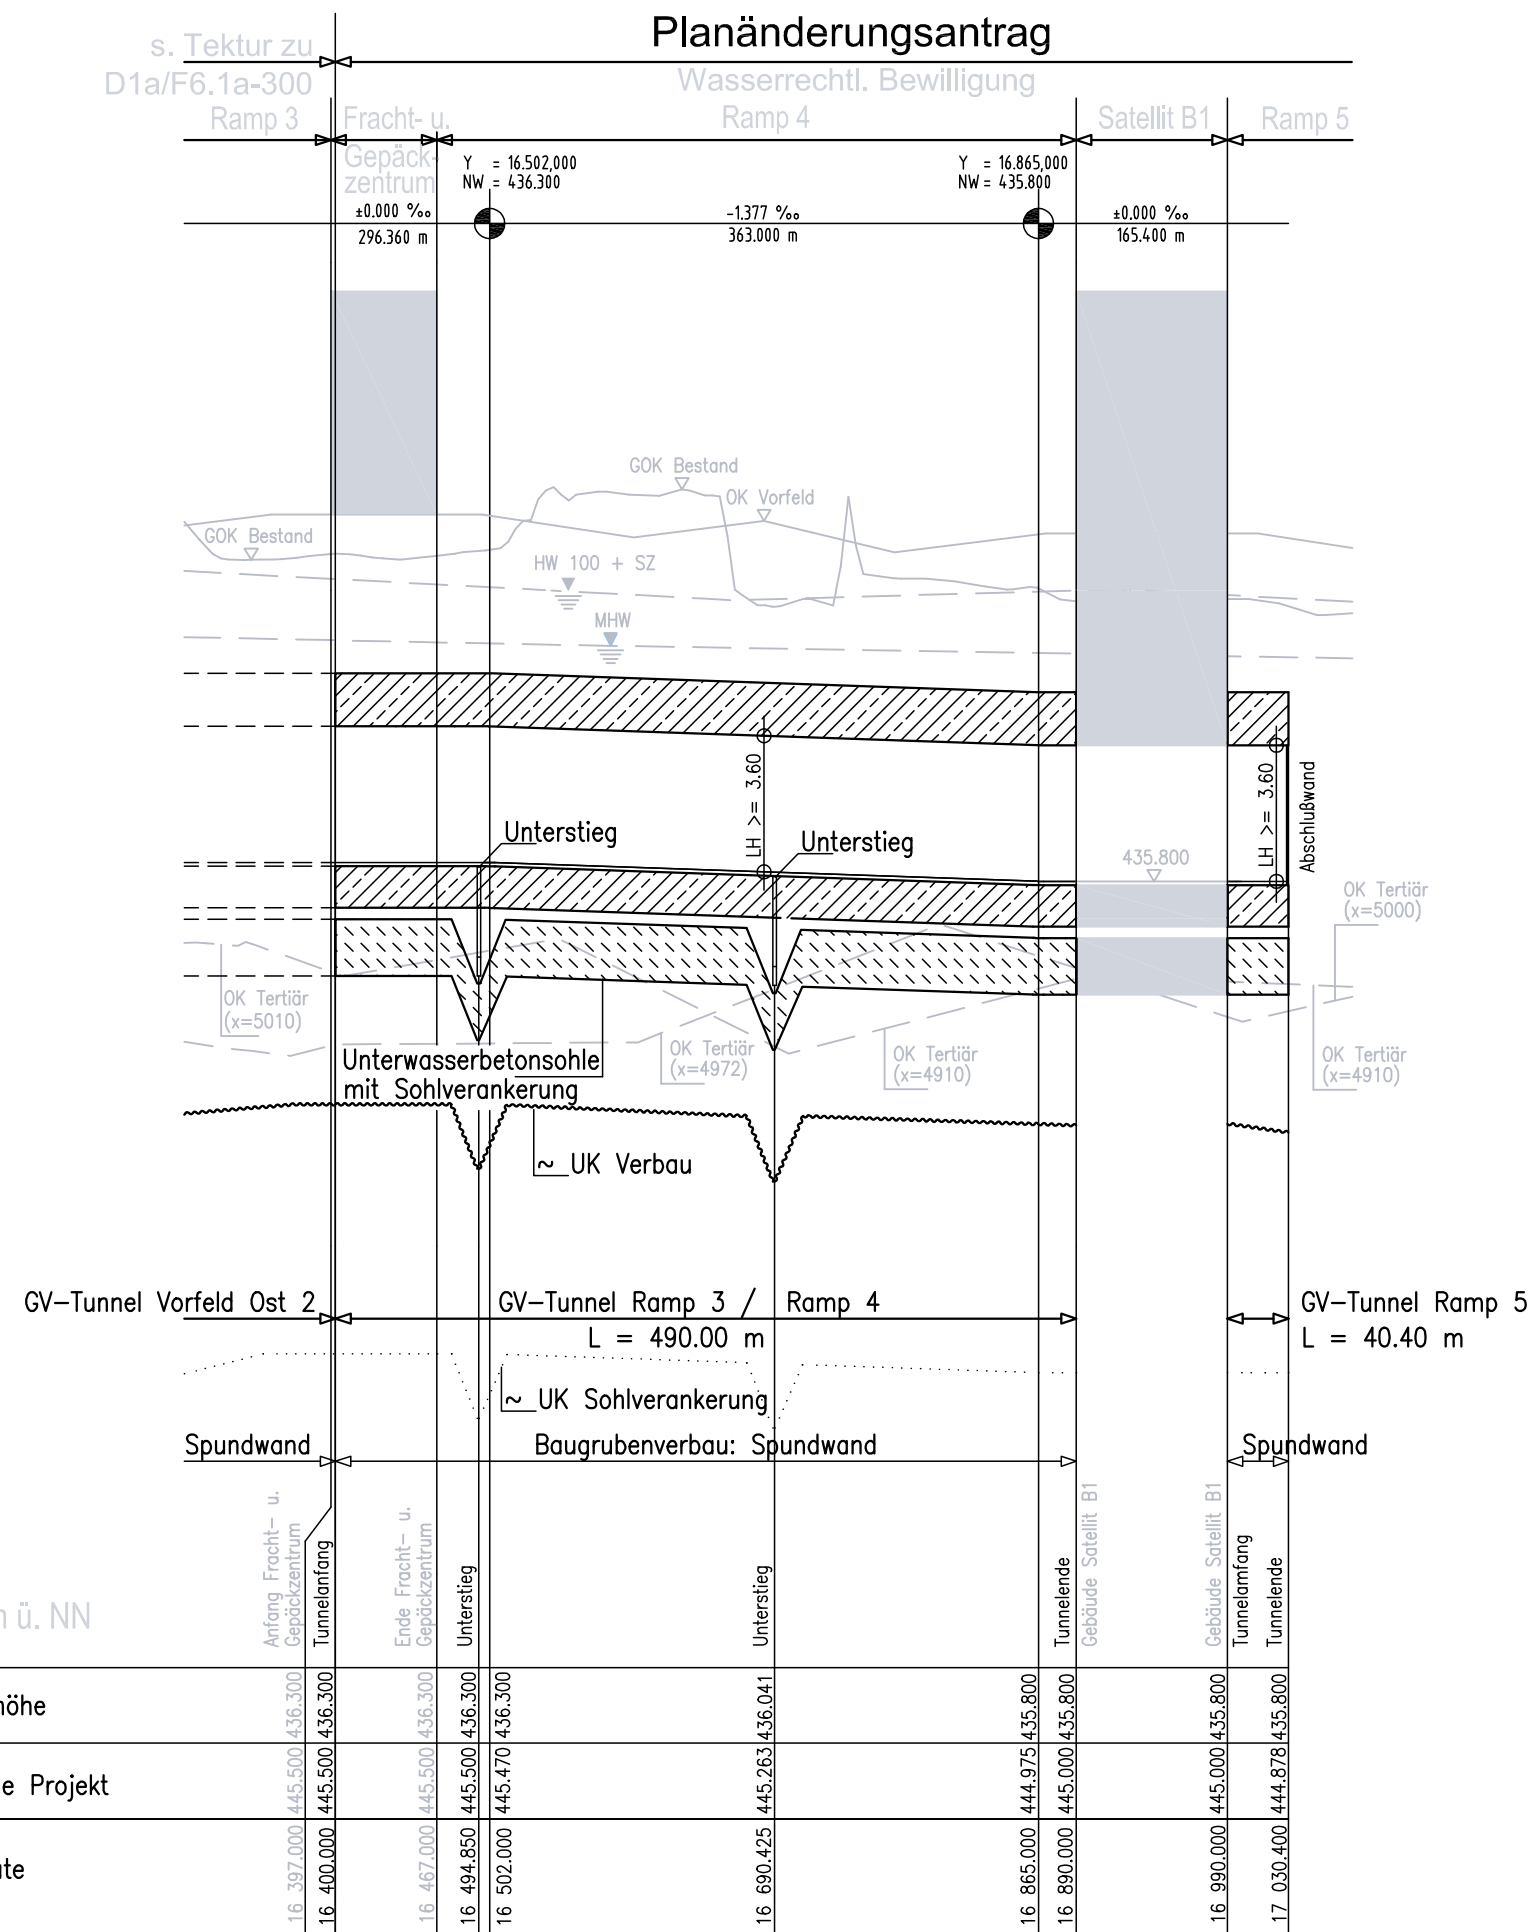 Planänderungsantrag
s. Tektur zu
D1a/F6.1a-300
Wasserrechtl. Bewilligung
Ramp 3
Fracht- u.
Gepäck-
zentrum
Ramp 4
Satellit B1
Ramp 5
Y = 16.502,000
NW = 436.300
Y = 16.865,000
NW = 435.800
±0.000 ‰
296.360 m
-1.377 ‰
363.000 m
±0.000 ‰
165.400 m
GOK Bestand
OK Vorfeld
GOK Bestand
HW 100 + SZ
MHW
LH >= 3.60
LH >= 3.60
Abschlußwand
Unterstieg
Unterstieg
435.800
OK Tertiär
(x=5000)
OK Tertiär
(x=5010)
OK Tertiär
(x=4972)
OK Tertiär
(x=4910)
OK Tertiär
(x=4910)
Unterwasserbetonsohle
mit Sohlverankerung
~ UK Verbau
GV-Tunnel Vorfeld Ost 2
GV-Tunnel Ramp 3 / Ramp 4
L = 490.00 m
GV-Tunnel Ramp 5
L = 40.40 m
~ UK Sohlverankerung
Spundwand
Baugrubenverbau: Spundwand
Spundwand
Anfang Fracht- u.
Gepäckzentrum
Tunnelanfang
Ende Fracht- u.
Gepäckzentrum
Unterstieg
Unterstieg
Tunnelende
Gebäude Satellit B1
Gebäude Satellit B1
Tunnelamfang
Tunnelende
ü. NN
öhe
436.300
436.300
436.300
436.300
436.300
436.041
435.800
435.800
435.800
435.800
e Projekt
445.500
445.500
445.500
445.500
445.470
445.263
444.975
445.000
445.000
444.878
te
16 397.000
16 400.000
16 467.000
16 494.850
16 502.000
16 690.425
16 865.000
16 890.000
16 990.000
17 030.400